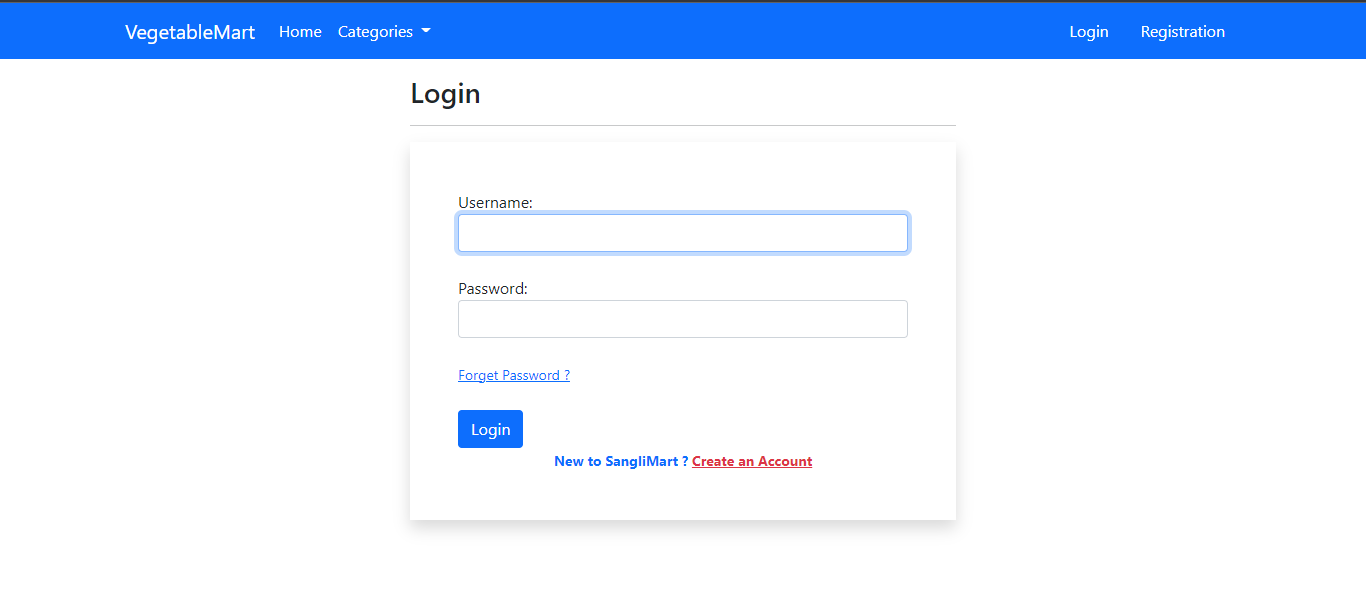 VegetableMart Home Categories Login Registration
Login
Username:
Password:
Forget Password ?
Login
New to SangliMart ? Create an Account